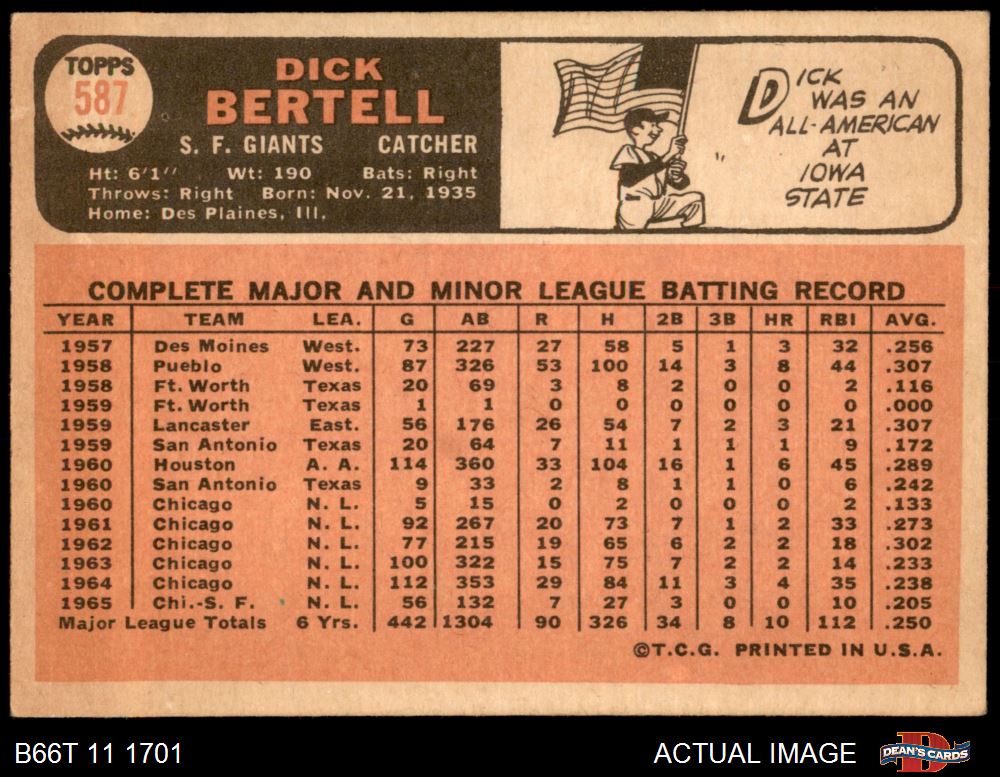 TOPPS
587
DICK
BERTELL
S. F. GIANTS CATCHER
Ht: 6'1" Wt: 190 Bats: Right
Throws: Right Born: Nov. 21, 1935
Home: Des Plaines, Ill.
DICK
WAS AN
ALL-AMERICAN
AT
IOWA
STATE
COMPLETE MAJOR AND MINOR LEAGUE BATTING RECORD
YEAR TEAM LEA. G AB R H 2B 3B HR RBI AVG.
1957 Des Moines West. 73 227 27 58 5 1 3 32 .256
1958 Pueblo West. 87 326 53 100 14 3 8 44 .307
1958 Ft. Worth Texas 20 69 3 8 2 0 0 2 .116
1959 Ft. Worth Texas 1 1 0 0 0 0 0 0 .000
1959 Lancaster East. 56 176 26 54 7 2 3 21 .307
1959 San Antonio Texas 20 64 7 11 1 1 1 9 .172
1960 Houston A. A. 114 360 33 104 16 1 6 45 .289
1960 San Antonio Texas 9 33 2 8 1 1 0 6 .242
1960 Chicago N. L. 5 15 0 2 0 0 0 2 .133
1961 Chicago N. L. 92 267 20 73 7 1 2 33 .273
1962 Chicago N. L. 77 215 19 65 6 2 2 18 .302
1963 Chicago N. L. 100 322 15 75 7 2 2 14 .233
1964 Chicago N. L. 112 353 29 84 11 3 4 35 .238
1965 Chi.-S. F. N. L. 56 132 7 27 3 0 0 10 .205
Major League Totals 6 Yrs. 442 1304 90 326 34 8 10 112 .250
©T.C.G. PRINTED IN U.S.A.
B66T 11 1701 ACTUAL IMAGE DEAN'S CARDS